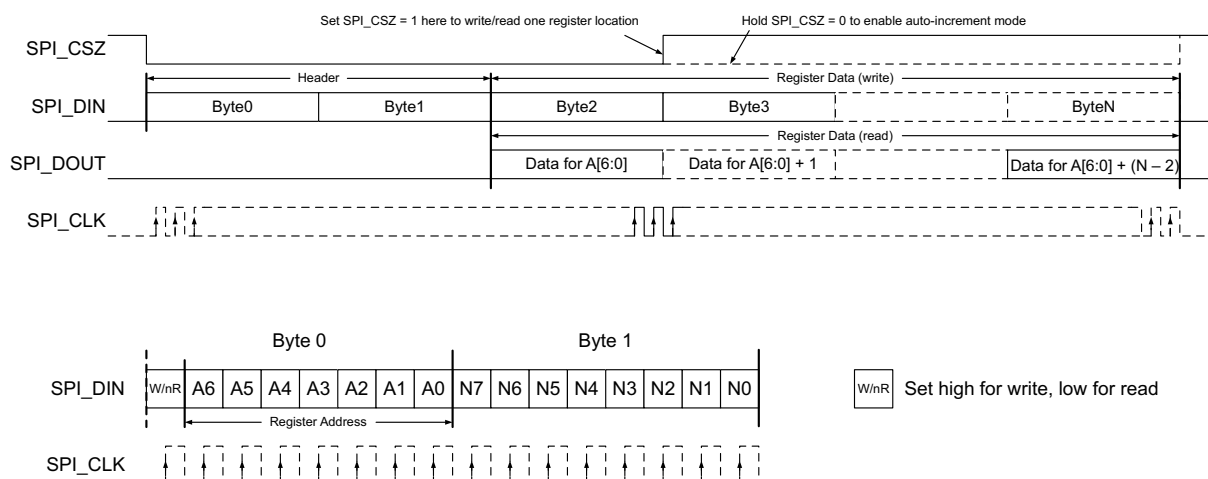 Set SPI_CSZ = 1 here to write/read one register location
Hold SPI_CSZ = 0 to enable auto-increment mode
SPI_CSZ
Header
Register Data (write)
SPI_DIN
Byte0
Byte1
Byte2
Byte3
ByteN
Register Data (read)
SPI_DOUT
Data for A[6:0]
Data for A[6:0] + 1
Data for A[6:0] + (N – 2)
SPI_CLK
Byte 0
Byte 1
SPI_DIN
W/nR
A6
A5
A4
A3
A2
A1
A0
N7
N6
N5
N4
N3
N2
N1
N0
W/nR
Set high for write, low for read
Register Address
SPI_CLK